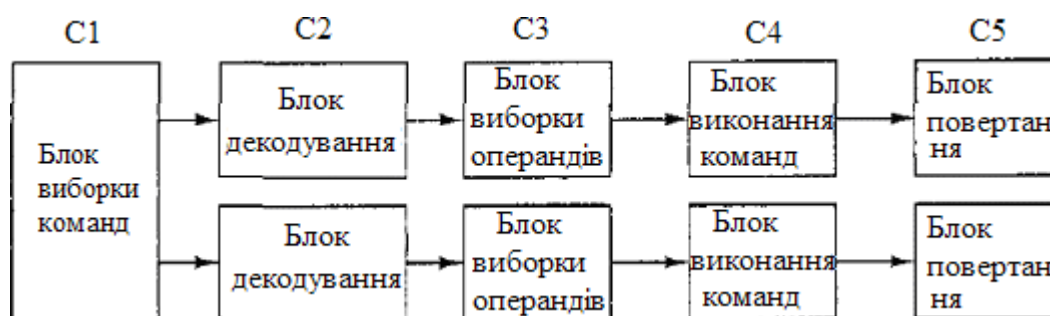 C1
C2
C3
C4
C5
Блок
виборки
команд
Блок
декодування
Блок
виборки
операндів
Блок
виконання
команд
Блок
повертан
ня
Блок
декодування
Блок
виборки
операндів
Блок
виконання
команд
Блок
повертан
ня